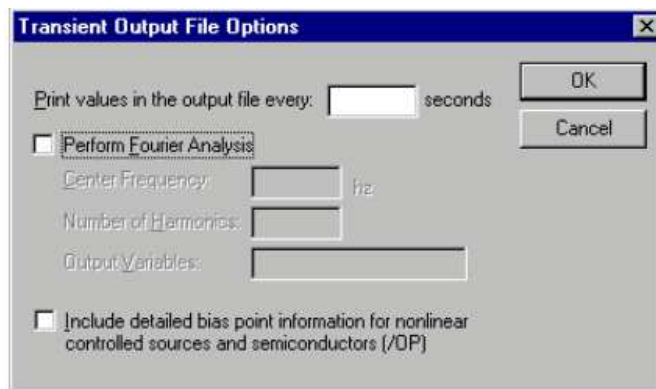 Transient Output File Options
OK
Print values in the output file every: seconds
Cancel
Perform Fourier Analysis
Center Frequency: hz
Number of Harmonics:
Output Variables:
Include detailed bias point information for nonlinear
controlled sources and semiconductors (/OP)